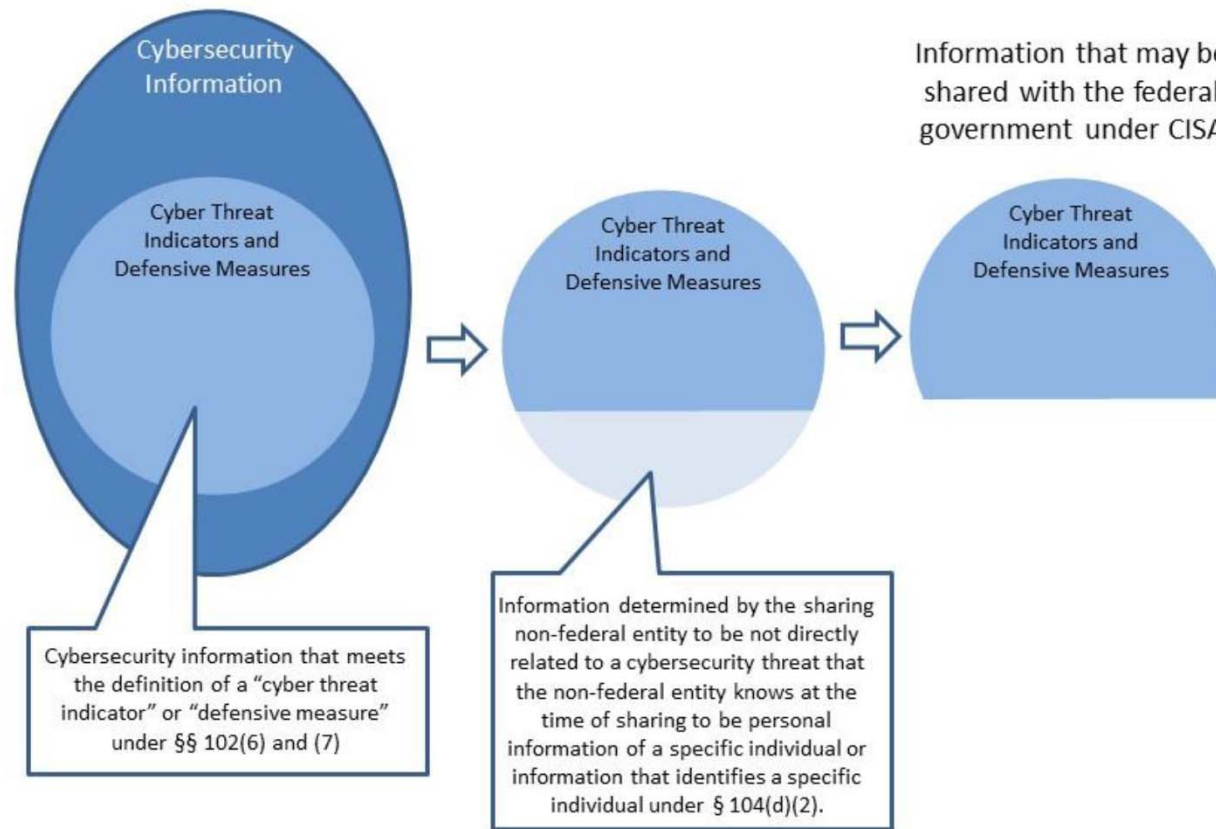 Cybersecurity
Information
Cyber Threat
Indicators and
Defensive Measures
Cybersecurity information that meets
the definition of a “cyber threat
indicator” or “defensive measure”
under §§ 102(6) and (7)
Cyber Threat
Indicators and
Defensive Measures
Information determined by the sharing
non-federal entity to be not directly
related to a cybersecurity threat that
the non-federal entity knows at the
time of sharing to be personal
information of a specific individual or
information that identifies a specific
individual under § 104(d)(2).
Information that may be
shared with the federal
government under CISA
Cyber Threat
Indicators and
Defensive Measures